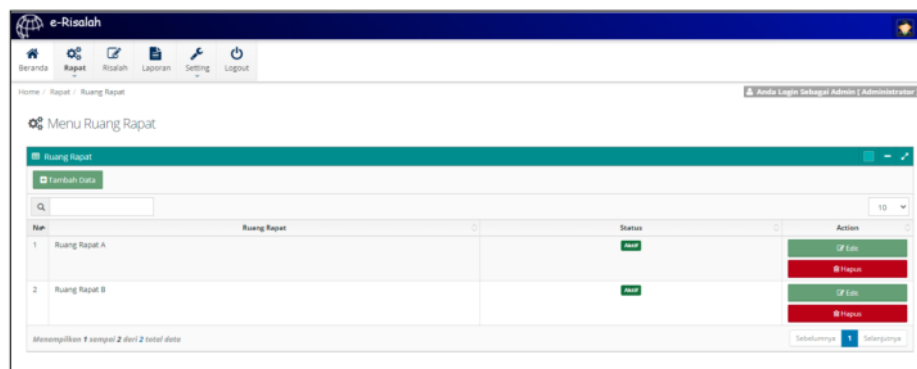 e-Risalah
Beranda Rapat Risalah Laporan Setting Logout
Home / Rapat / Ruang Rapat Anda Login Sebagai Admin [ Administrator ]
Menu Ruang Rapat
Ruang Rapat
Tambah Data
10
No Ruang Rapat Status Action
1 Ruang Rapat A Aktif Edit
Hapus
2 Ruang Rapat B Aktif Edit
Hapus
Menampilkan 1 sampai 2 dari 2 total data Sebelumnya 1 Selanjutnya